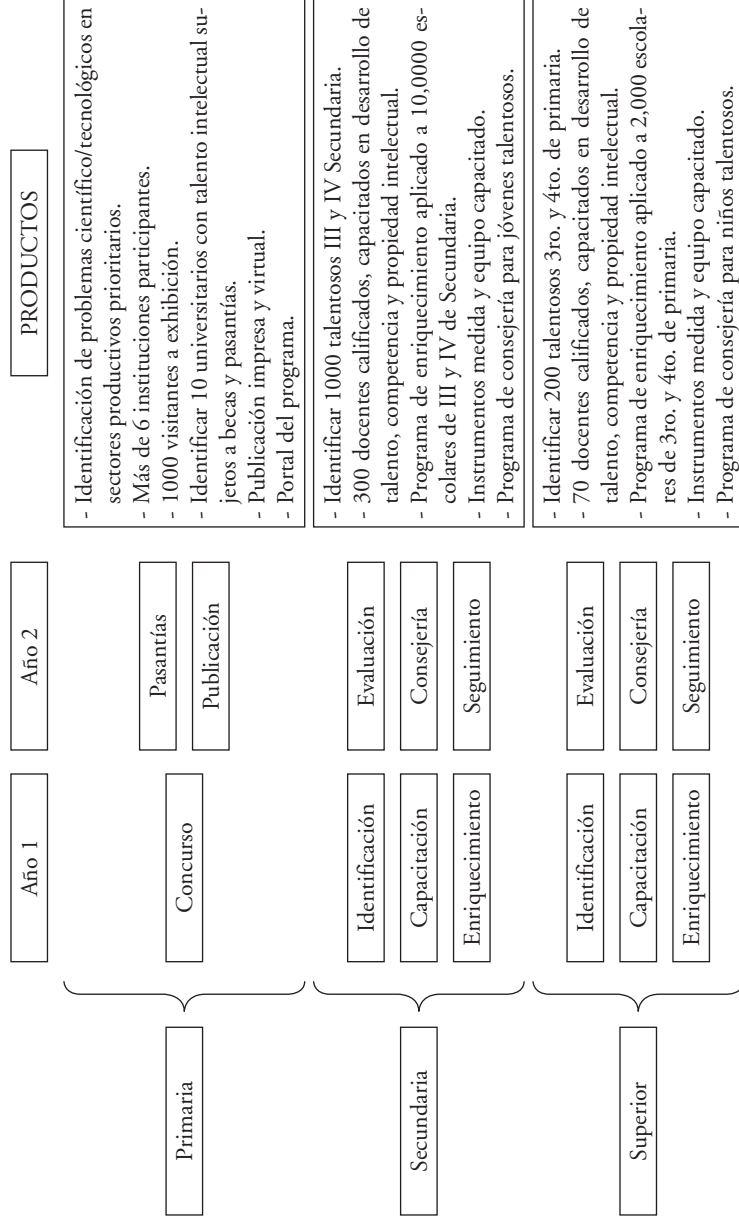 Año 1
Año 2
PRODUCTOS
Primaria
Concurso
Pasantías
Publicación
- Identificación de problemas científico/tecnológicos en
sectores productivos prioritarios.
- Más de 6 instituciones participantes.
- 1000 visitantes a exhibición.
- Identificar 10 universitarios con talento intelectual su-
jetos a becas y pasantías.
- Publicación impresa y virtual.
- Portal del programa.
Secundaria
Identificación
Capacitación
Enriquecimiento
Evaluación
Consejería
Seguimiento
- Identificar 1000 talentosos III y IV Secundaria.
- 300 docentes calificados, capacitados en desarrollo de
talento, competencia y propiedad intelectual.
- Programa de enriquecimiento aplicado a 10,0000 es-
colares de III y IV de Secundaria.
- Instrumentos medida y equipo capacitado.
- Programa de consejería para jóvenes talentosos.
Superior
Identificación
Capacitación
Enriquecimiento
Evaluación
Consejería
Seguimiento
- Identificar 200 talentosos 3ro. y 4to. de primaria.
- 70 docentes calificados, capacitados en desarrollo de
talento, competencia y propiedad intelectual.
- Programa de enriquecimiento aplicado a 2,000 escola-
res de 3ro. y 4to. de primaria.
- Instrumentos medida y equipo capacitado.
- Programa de consejería para niños talentosos.